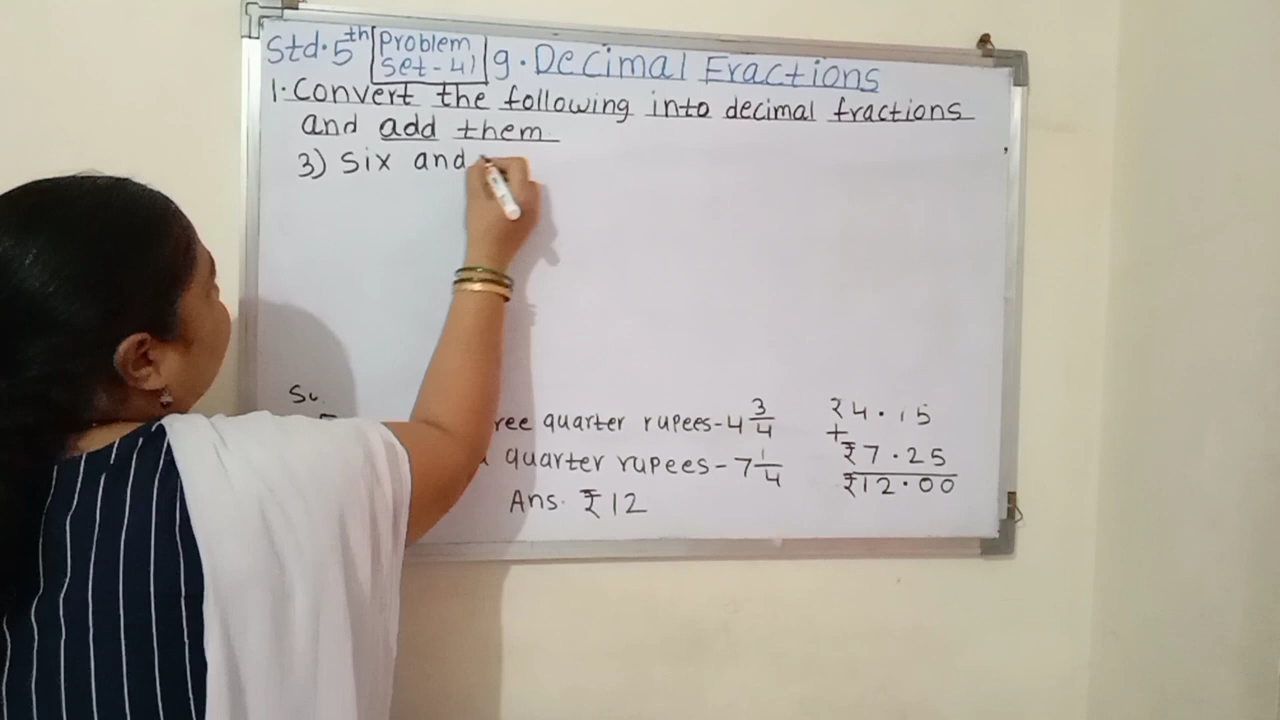 Std. 5th Problem Set-41 9. Decimal Fractions
1. Convert the following into decimal fractions
and add them
3) Six and
ree quarter rupees-4 3/4
quarter rupees-7 1/4
Ans. ₹12
₹4.15
+
₹7.25
₹12.00